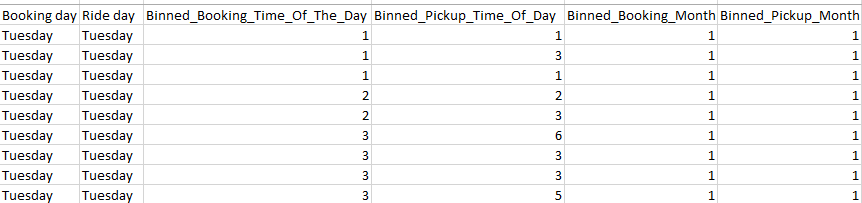 Booking day Ride day Binned_Booking_Time_Of_The_Day Binned_Pickup_Time_Of_Day Binned_Booking_Month Binned_Pickup_Month
Tuesday Tuesday 1 1 1 1
Tuesday Tuesday 1 3 1 1
Tuesday Tuesday 1 1 1 1
Tuesday Tuesday 2 2 1 1
Tuesday Tuesday 2 3 1 1
Tuesday Tuesday 3 6 1 1
Tuesday Tuesday 3 3 1 1
Tuesday Tuesday 3 3 1 1
Tuesday Tuesday 3 5 1 1